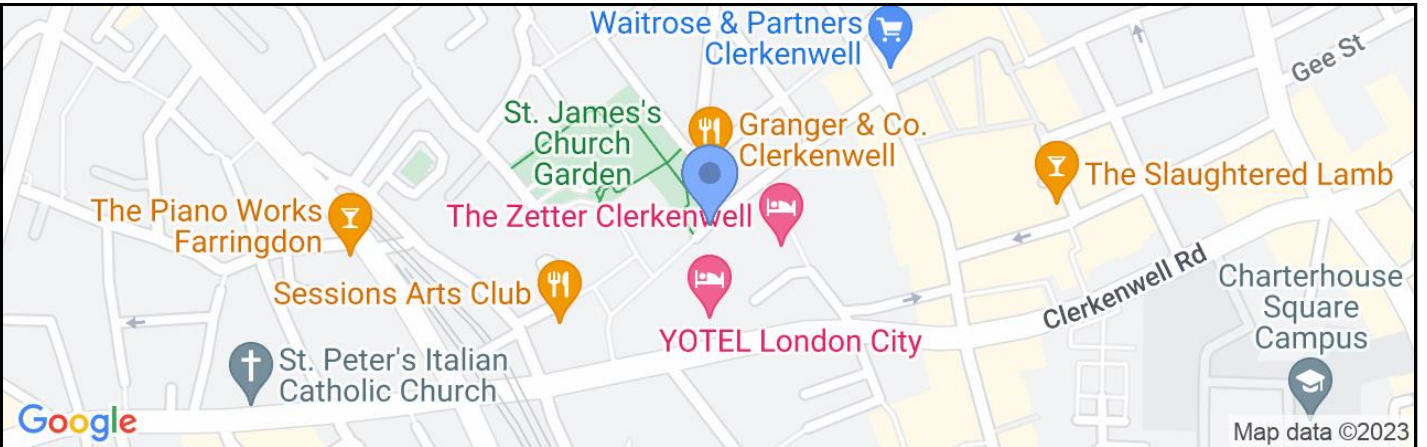 Waitrose & Partners
Clerkenwell
Gee St
St. James's
Church
Garden
Granger & Co.
Clerkenwell
The Slaughtered Lamb
The Piano Works
Farringdon
The Zetter Clerkenwell
Sessions Arts Club
Clerkenwell Rd
Charterhouse
Square
Campus
YOTEL London City
St. Peter's Italian
Catholic Church
Google
Map data ©2023